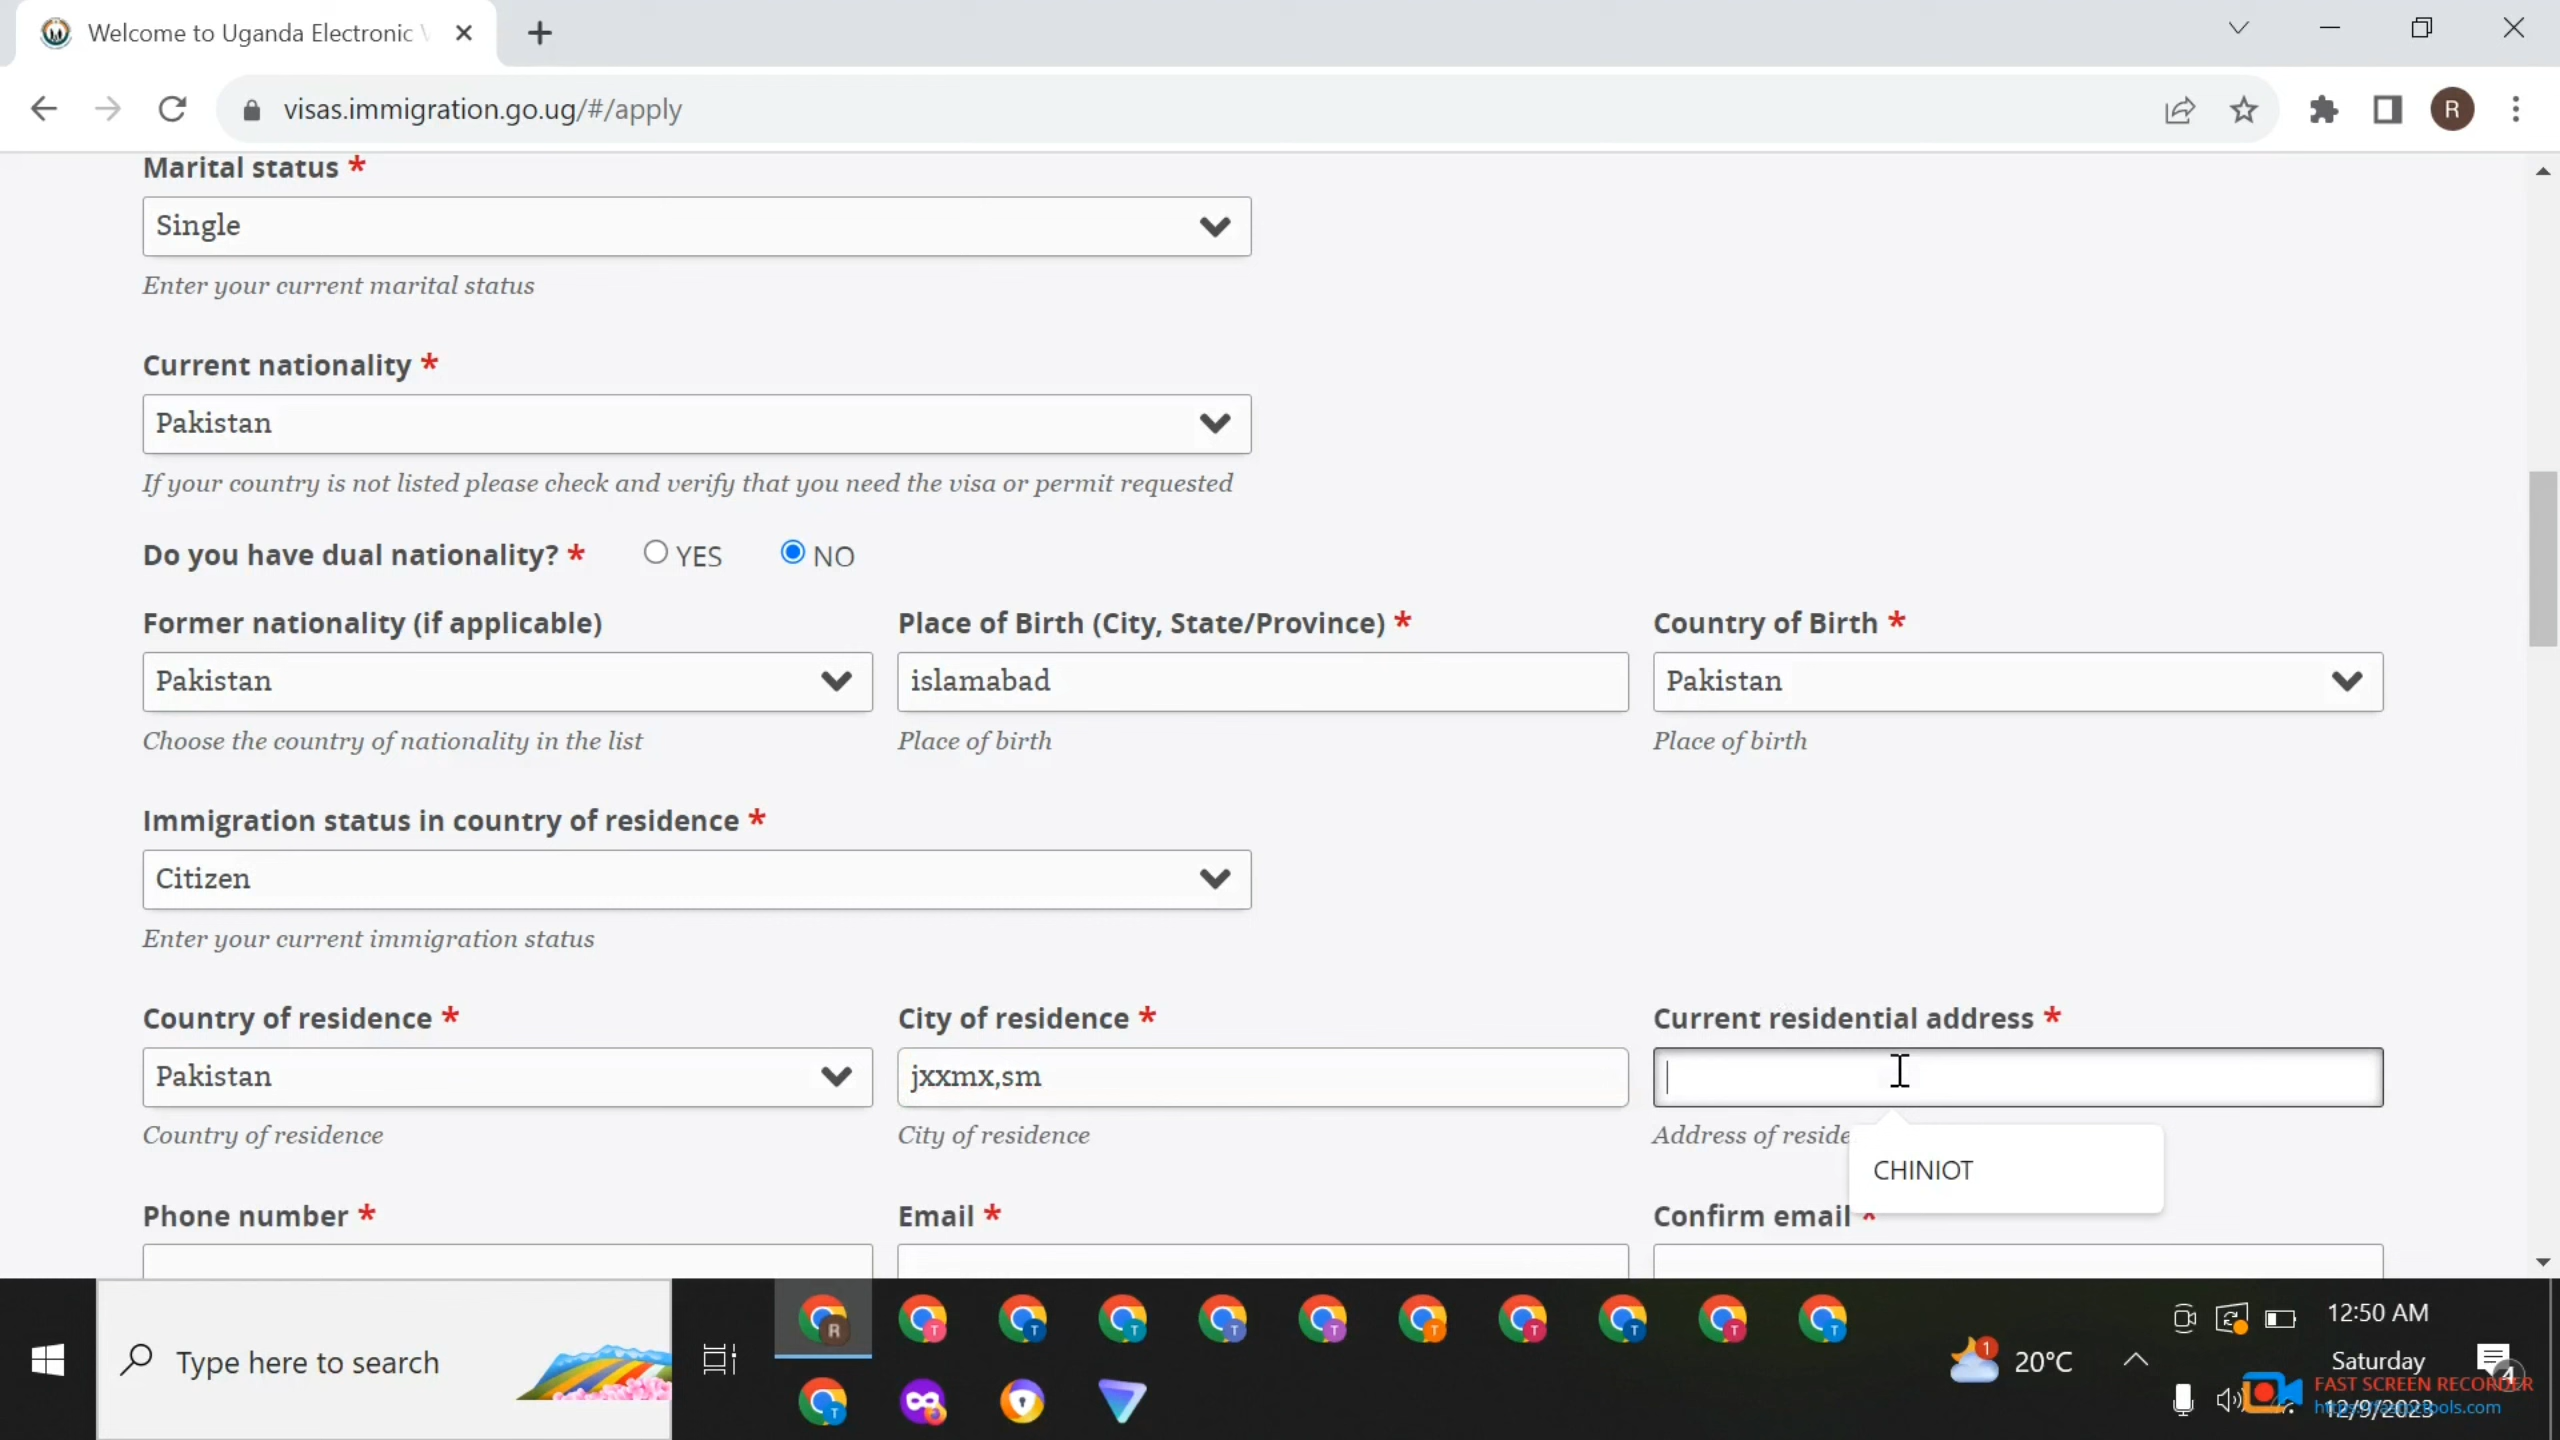 Welcome to Uganda Electronic
visas.immigration.go.ug/#/apply
R
Marital status *
Single
Enter your current marital status
Current nationality *
Pakistan
If your country is not listed please check and verify that you need the visa or permit requested
Do you have dual nationality? * YES NO
Former nationality (if applicable) Place of Birth (City, State/Province) * Country of Birth *
Pakistan islamabad Pakistan
Choose the country of nationality in the list Place of birth Place of birth
Immigration status in country of residence *
Citizen
Enter your current immigration status
Country of residence * City of residence * Current residential address *
Pakistan jxxmx,sm
Country of residence City of residence Address of reside
CHINIOT
Phone number * Email * Confirm email *
Type here to search
R T T T T T T T T T T
T
1
20°C
12:50 AM
Saturday
4
FAST SCREEN RECORDER
12/9/2023